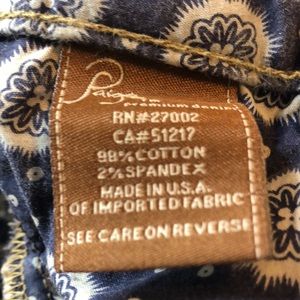 Paige
premium denim
RN#27002
CA#51217
98% COTTON
2% SPANDEX
MADE IN U.S.A.
OF IMPORTED FABRIC
SEE CARE ON REVERSE